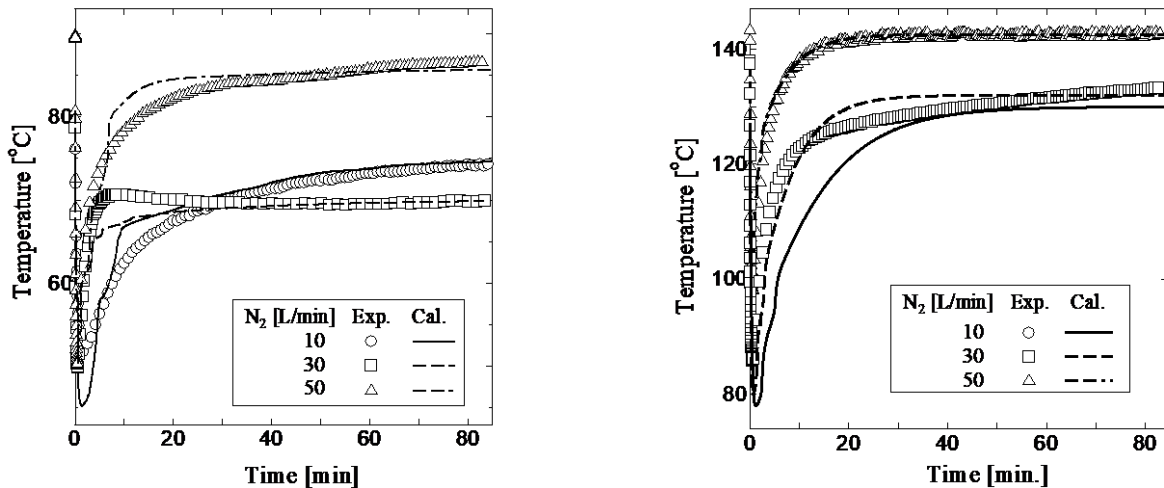 80
60
Temperature [°C]
N₂ [L/min] Exp. Cal.
10
30
50
0 20 40 60 80
Time [min]
140
120
100
80
Temperature [°C]
N₂ [L/min] Exp. Cal.
10
30
50
0 20 40 60 80
Time [min.]